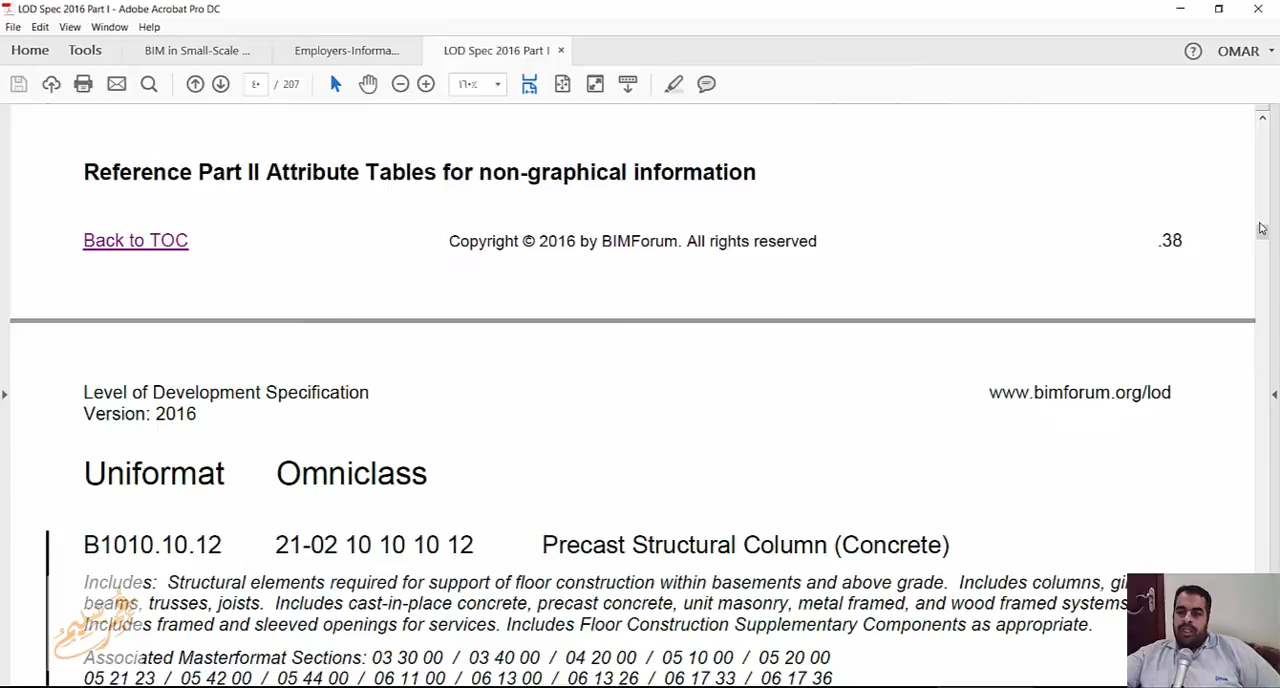 LOD Spec 2016 Part I - Adobe Acrobat Pro DC
File Edit View Window Help
Home Tools BIM in Small-Scale ... Employers-Informa... LOD Spec 2016 Part I × OMAR
٤٠ / 207 ١٦٠٪
Reference Part II Attribute Tables for non-graphical information
Back to TOC Copyright © 2016 by BIMForum. All rights reserved .38
Level of Development Specification www.bimforum.org/lod
Version: 2016
Uniformat Omniclass
B1010.10.12 21-02 10 10 10 12 Precast Structural Column (Concrete)
Includes: Structural elements required for support of floor construction within basements and above grade. Includes columns, gi
beams, trusses, joists. Includes cast-in-place concrete, precast concrete, unit masonry, metal framed, and wood framed systems
Includes framed and sleeved openings for services. Includes Floor Construction Supplementary Components as appropriate.
Associated Masterformat Sections: 03 30 00 / 03 40 00 / 04 20 00 / 05 10 00 / 05 20 00
05 21 23 / 05 42 00 / 05 44 00 / 06 11 00 / 06 13 00 / 06 13 26 / 06 17 33 / 06 17 36